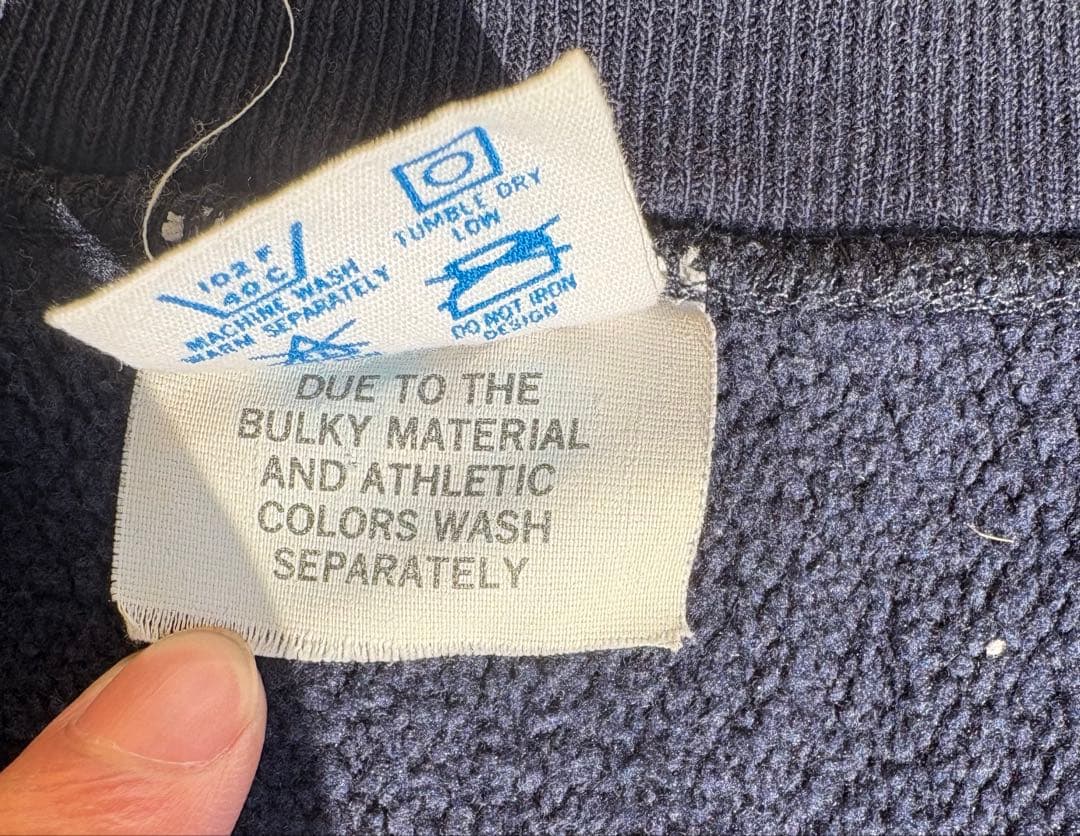 102 F
40 C
MACHINE WASH
WARM SEPARATELY
TUMBLE DRY
LOW
DO NOT IRON
DESIGN
DUE TO THE
BULKY MATERIAL
AND ATHLETIC
COLORS WASH
SEPARATELY